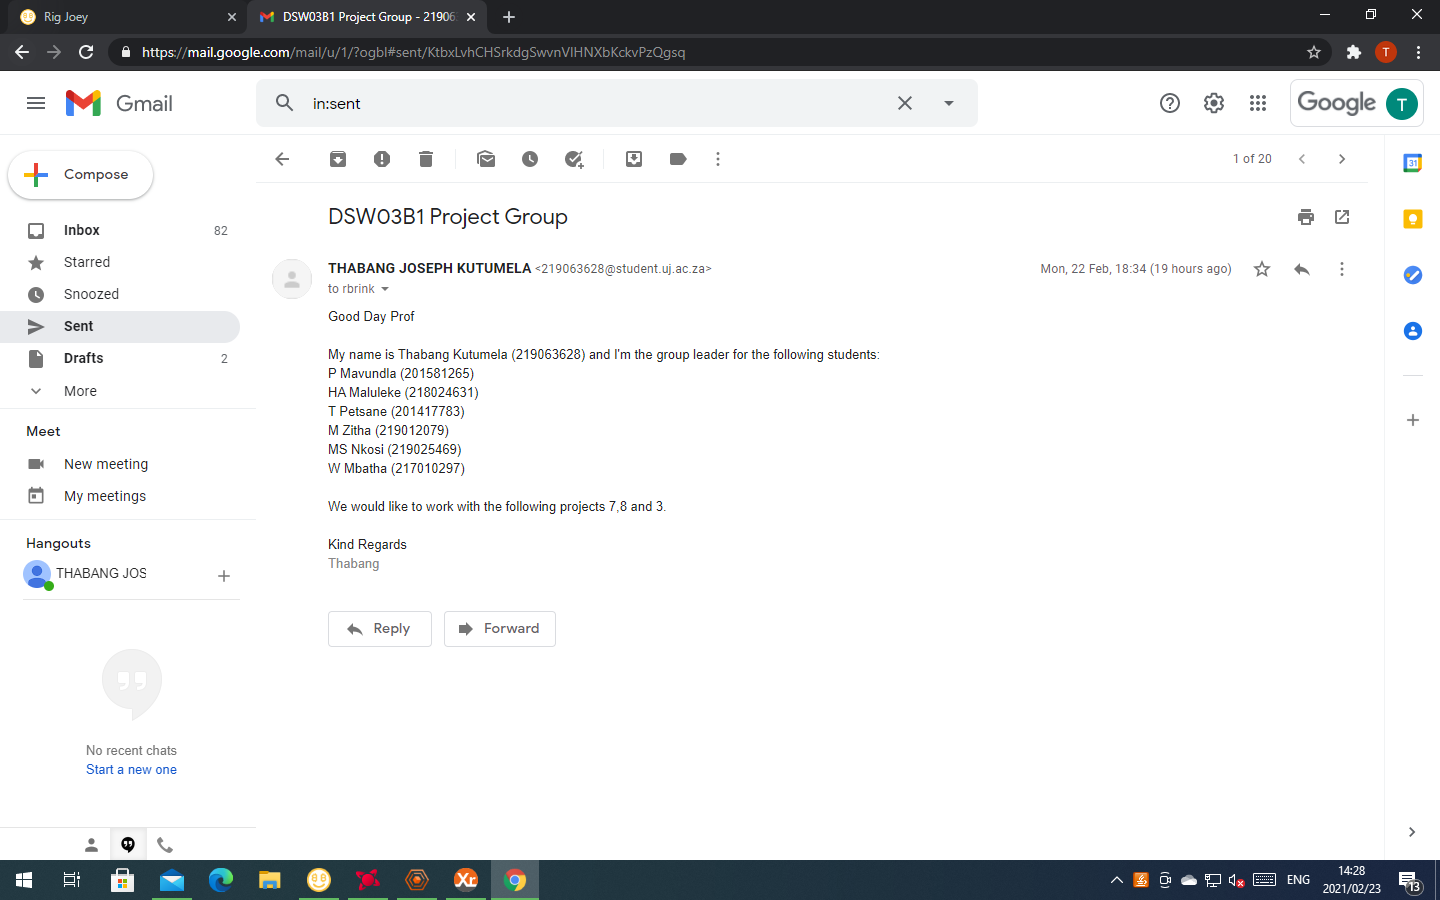 Rig Joey
DSW03B1 Project Group - 21906
https://mail.google.com/mail/u/1/?ogbl#sent/KtbxLvhCHSrkdgSwvnVlHNXbKckvPzQgsq
T
Gmail
in:sent
Google
T
Compose
1 of 20
31
Inbox 82
Starred
Snoozed
Sent
Drafts 2
More
Meet
New meeting
My meetings
Hangouts
THABANG JOS
No recent chats
Start a new one
DSW03B1 Project Group
THABANG JOSEPH KUTUMELA <219063628@student.uj.ac.za>
Mon, 22 Feb, 18:34 (19 hours ago)
to rbrink
Good Day Prof
My name is Thabang Kutumela (219063628) and I'm the group leader for the following students:
P Mavundla (201581265)
HA Maluleke (218024631)
T Petsane (201417783)
M Zitha (219012079)
MS Nkosi (219025469)
W Mbatha (217010297)
We would like to work with the following projects 7,8 and 3.
Kind Regards
Thabang
Reply
Forward
Xr
ENG
14:28
2021/02/23
13